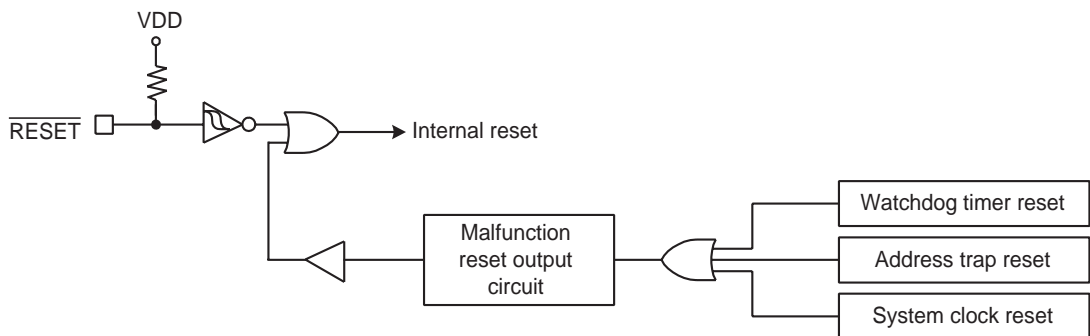 VDD
RESET
Internal reset
Malfunction
reset output
circuit
Watchdog timer reset
Address trap reset
System clock reset